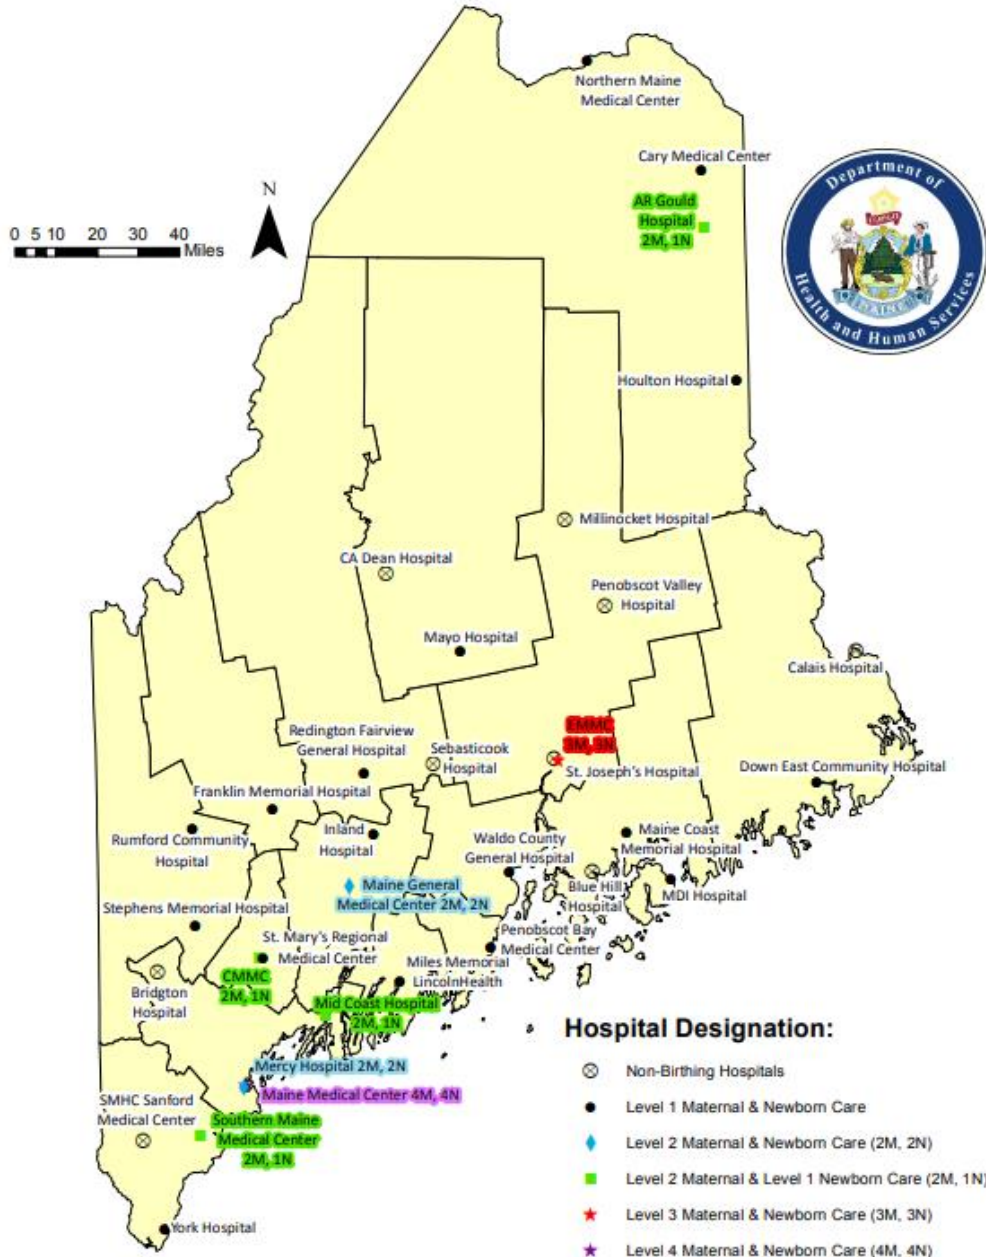 Northern Maine
Medical Center
Cary Medical Center
Department of
Health and Human Services
DIRIGO
MAINE
N
AR Gould
Hospital
2M, 1N
0 5 10 20 30 40
Miles
Houlton Hospital
Millinocket Hospital
CA Dean Hospital
Penobscot Valley
Hospital
Mayo Hospital
Calais Hospital
EMMC
3M, 3N
Redington Fairview
General Hospital
Sebasticook
Hospital
St. Joseph's Hospital
Down East Community Hospital
Franklin Memorial Hospital
Rumford Community
Hospital
Inland
Hospital
Waldo County
General Hospital
Maine Coast
Memorial Hospital
Maine General
Medical Center 2M, 2N
Blue Hill
Hospital
MDI Hospital
Stephens Memorial Hospital
St. Mary's Regional
Medical Center
Penobscot Bay
Medical Center
CMMC
2M, 1N
Miles Memorial
LincolnHealth
Bridgton
Hospital
Mid Coast Hospital
2M, 1N
Mercy Hospital 2M, 2N
Maine Medical Center 4M, 4N
SMHC Sanford
Medical Center
Southern Maine
Medical Center
2M, 1N
York Hospital
Hospital Designation:
Non-Birthing Hospitals
Level 1 Maternal & Newborn Care
Level 2 Maternal & Newborn Care (2M, 2N)
Level 2 Maternal & Level 1 Newborn Care (2M, 1N)
Level 3 Maternal & Newborn Care (3M, 3N)
Level 4 Maternal & Newborn Care (4M, 4N)